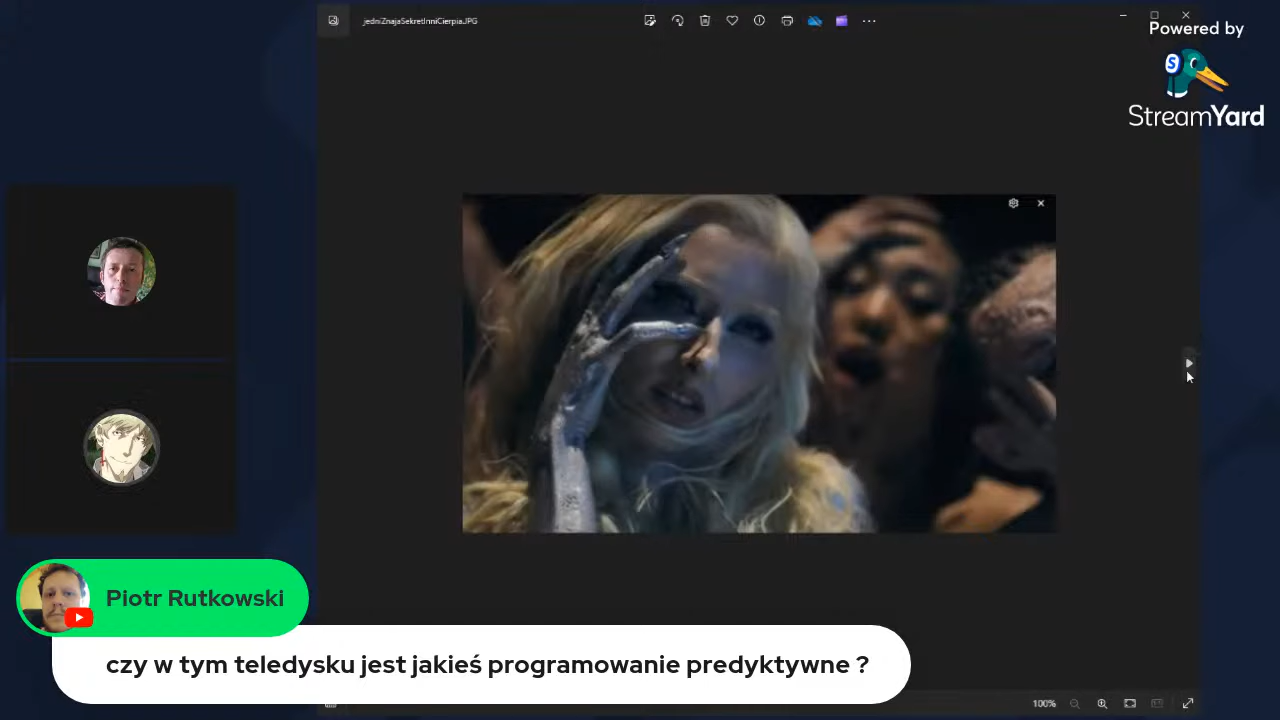 jedniZnajaSekretInniCierpia.JPG
Powered by
S
StreamYard
Piotr Rutkowski
czy w tym teledysku jest jakieś programowanie predyktywne ?
100%